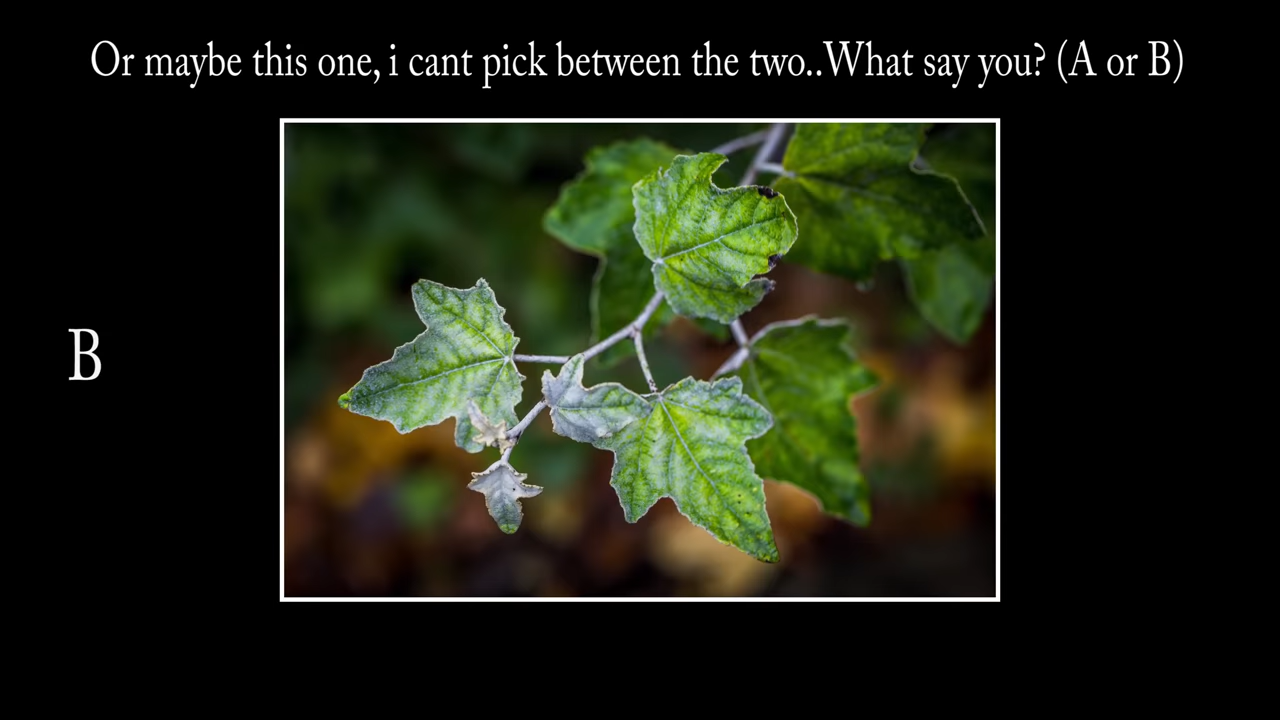 Or maybe this one, i cant pick between the two..What say you? (A or B)
B